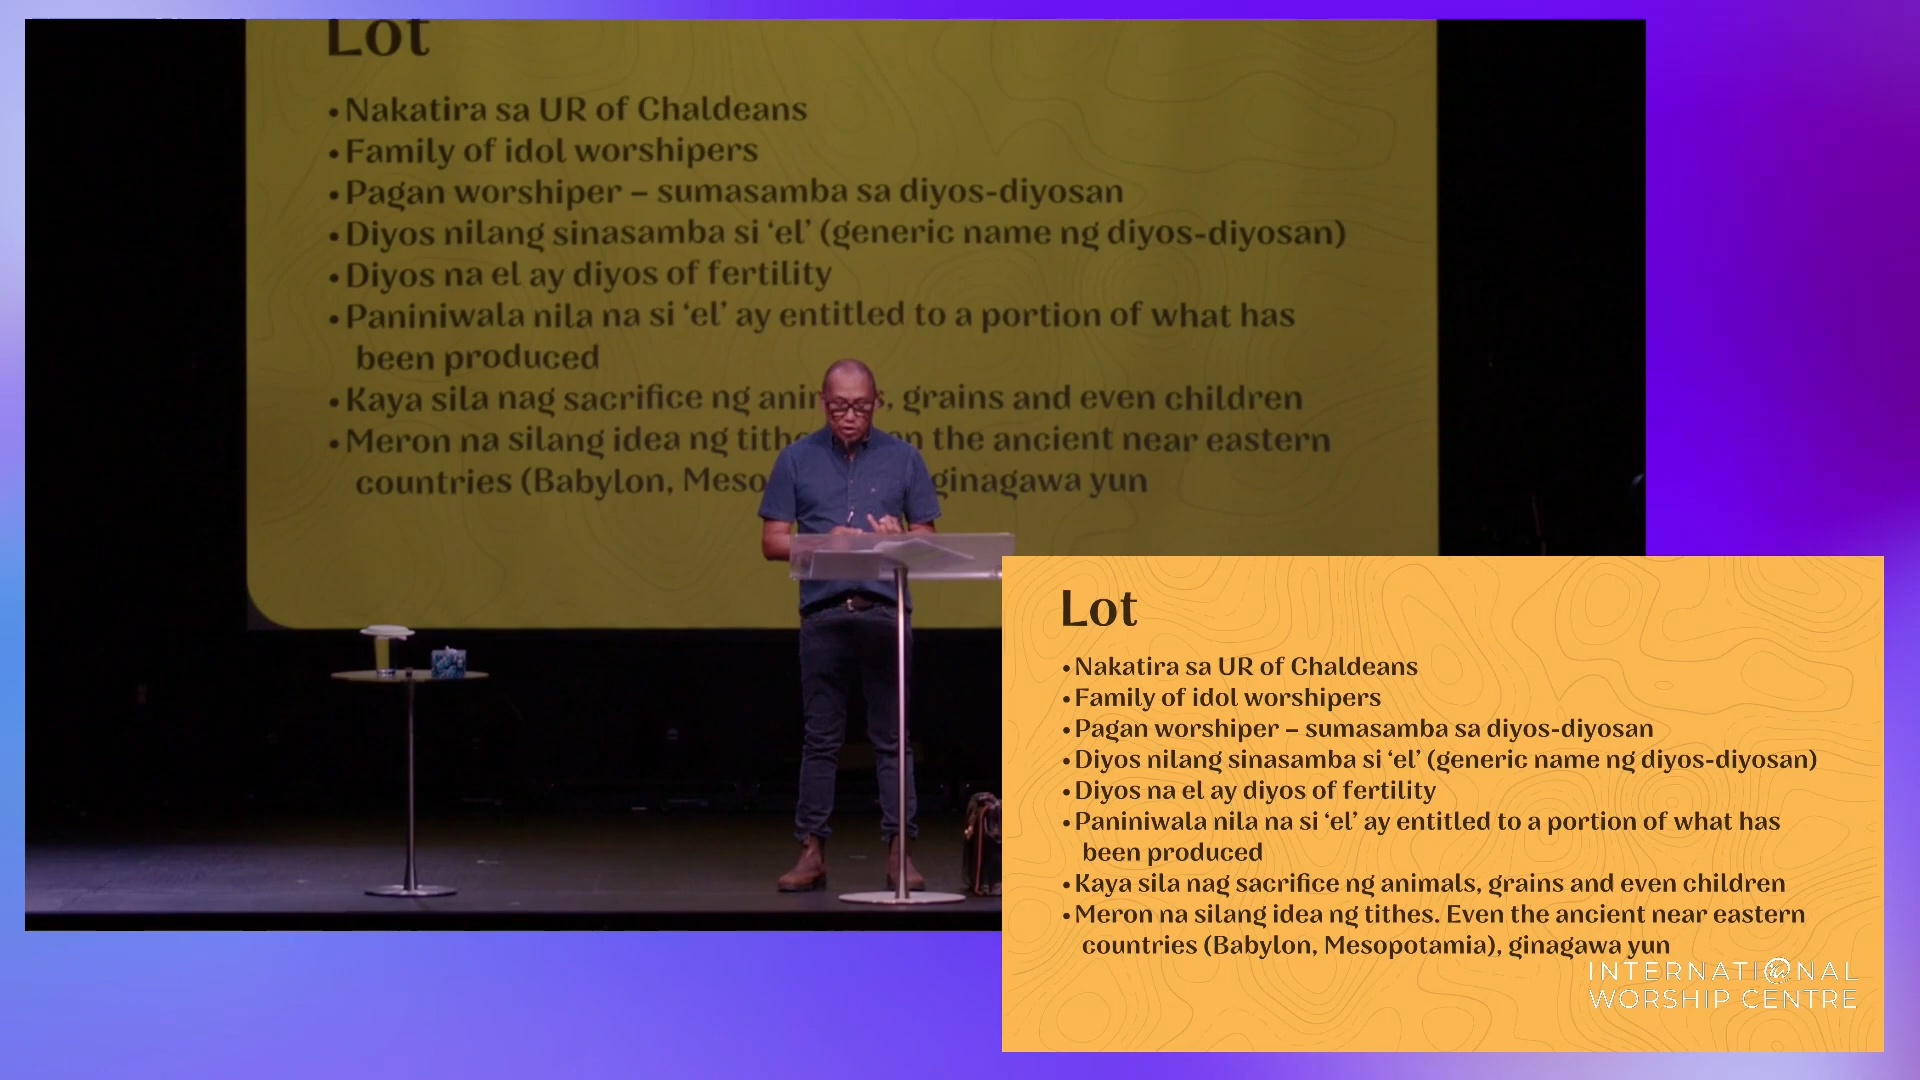 Lot
• Nakatira sa UR of Chaldeans
• Family of idol worshipers
• Pagan worshiper – sumasamba sa diyos-diyosan
• Diyos nilang sinasamba si ‘el’ (generic name ng diyos-diyosan)
• Diyos na el ay diyos of fertility
• Paniniwala nila na si ‘el’ ay entitled to a portion of what has
been produced
• Kaya sila nag sacrifice ng , grains and even children
• Meron na silang idea ng the ancient near eastern
countries (Babylon, ginagawa yun
Lot
• Nakatira sa UR of Chaldeans
• Family of idol worshipers
• Pagan worshiper – sumasamba sa diyos-diyosan
• Diyos nilang sinasamba si ‘el’ (generic name ng diyos-diyosan)
• Diyos na el ay diyos of fertility
• Paniniwala nila na si ‘el’ ay entitled to a portion of what has
been produced
• Kaya sila nag sacrifice ng animals, grains and even children
• Meron na silang idea ng tithes. Even the ancient near eastern
countries (Babylon, Mesopotamia), ginagawa yun
INTERNATIONAL
WORSHIP CENTRE